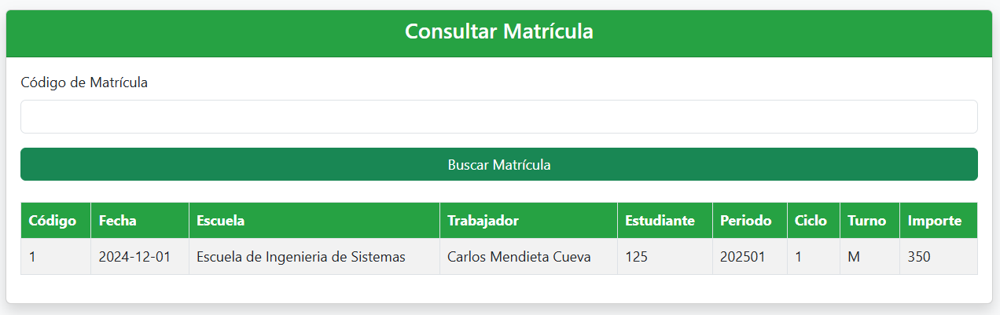 Consultar Matrícula
Código de Matrícula
Buscar Matrícula
Código Fecha Escuela Trabajador Estudiante Periodo Ciclo Turno Importe
1 2024-12-01 Escuela de Ingenieria de Sistemas Carlos Mendieta Cueva 125 202501 1 M 350